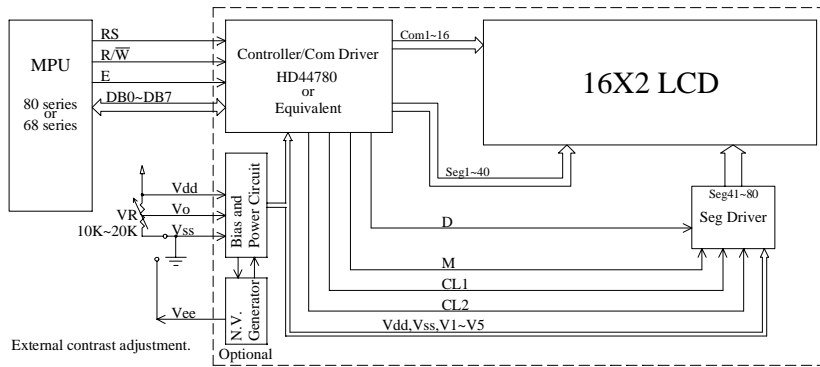 MPU
80 series
or
68 series
RS
R/W̅
E
DB0~DB7
Controller/Com Driver
HD44780
or
Equivalent
Com1~16
16X2 LCD
Seg1~40
Seg41~80
Seg Driver
D
M
CL1
CL2
Vdd,Vss,V1~V5
Bias and
Power Circuit
Vdd
Vo
Vss
VR
10K~20K
N.V.
Generator
Optional
Vee
External contrast adjustment.